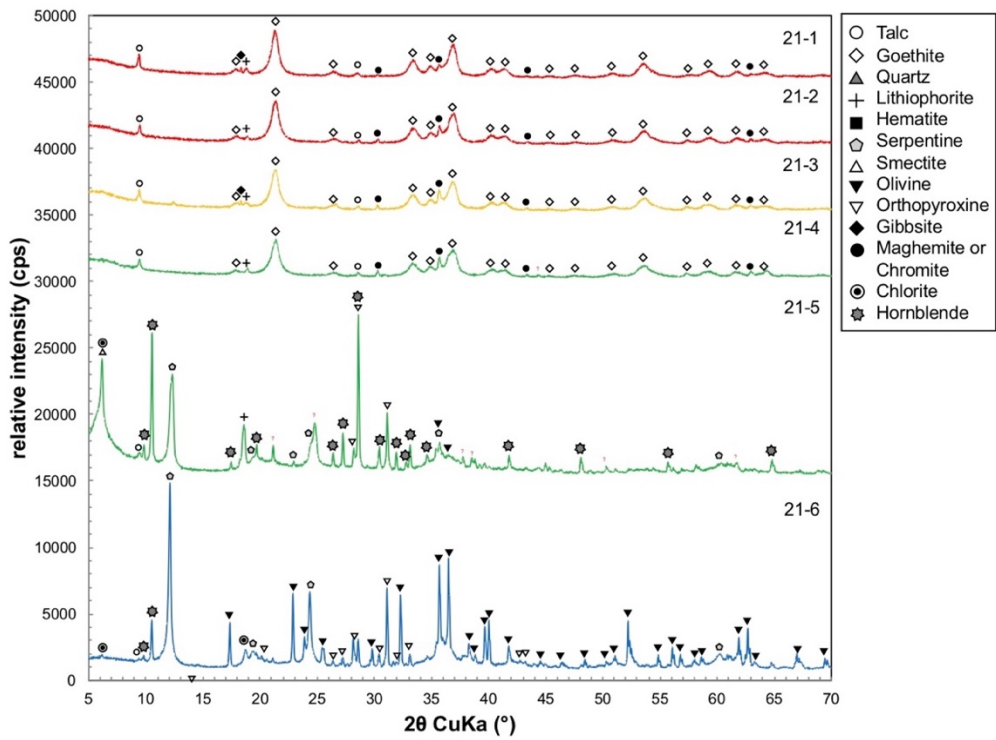 50000
45000
40000
35000
30000
25000
20000
15000
10000
5000
0
relative intensity (cps)
21-1
21-2
21-3
21-4
21-5
21-6
? ? ? ? ? ? ? ?
5 10 15 20 25 30 35 40 45 50 55 60 65 70
2θ CuKa (°)
Talc
Goethite
Quartz
Lithiophorite
Hematite
Serpentine
Smectite
Olivine
Orthopyroxine
Gibbsite
Maghemite or
Chromite
Chlorite
Hornblende